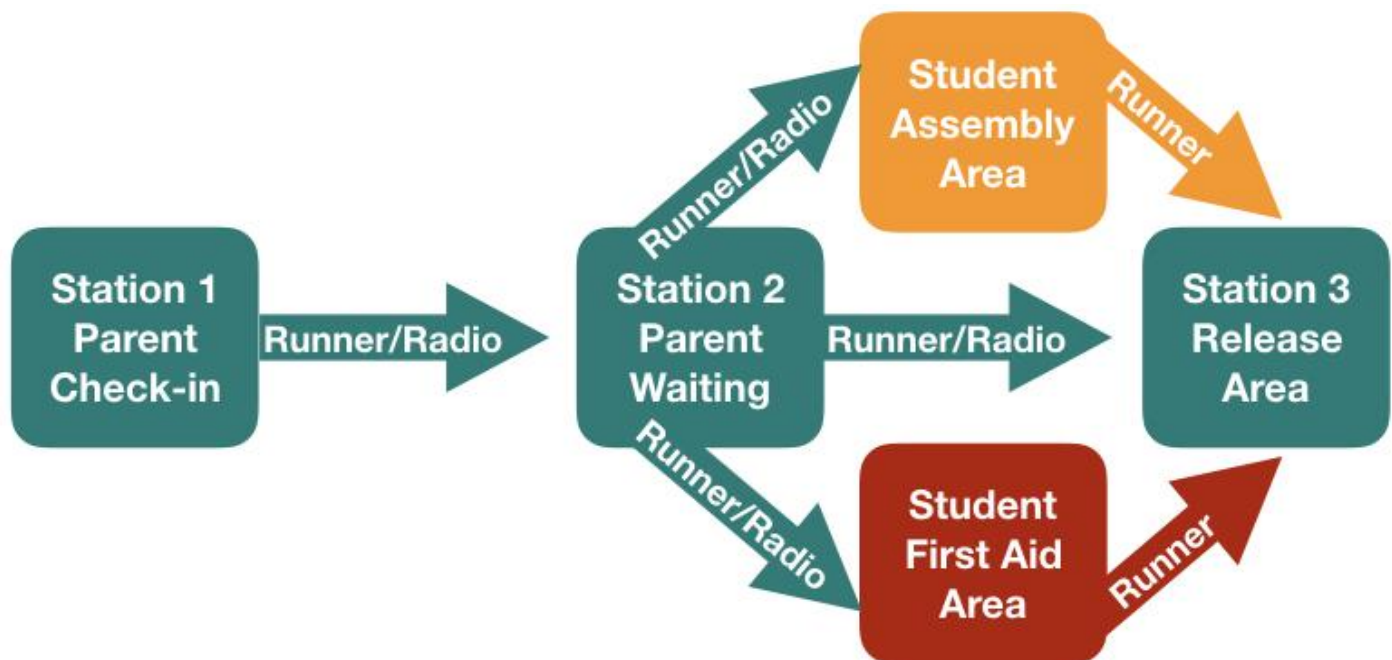 Station 1
Parent
Check-in
Runner/Radio
Station 2
Parent
Waiting
Runner/Radio
Student
Assembly
Area
Runner
Runner/Radio
Runner/Radio
Student
First Aid
Area
Runner
Station 3
Release
Area